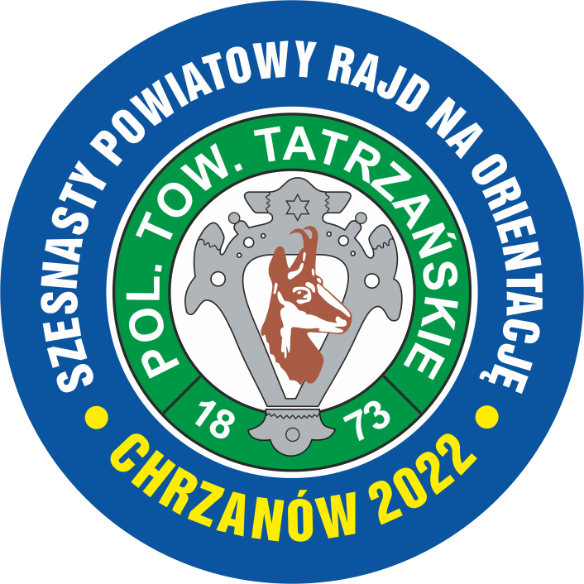 SZESNASTY POWIATOWY RAJD NA ORIENTACJĘ
POL. TOW. TATRZAŃSKIE
18 73
CHRZANÓW 2022